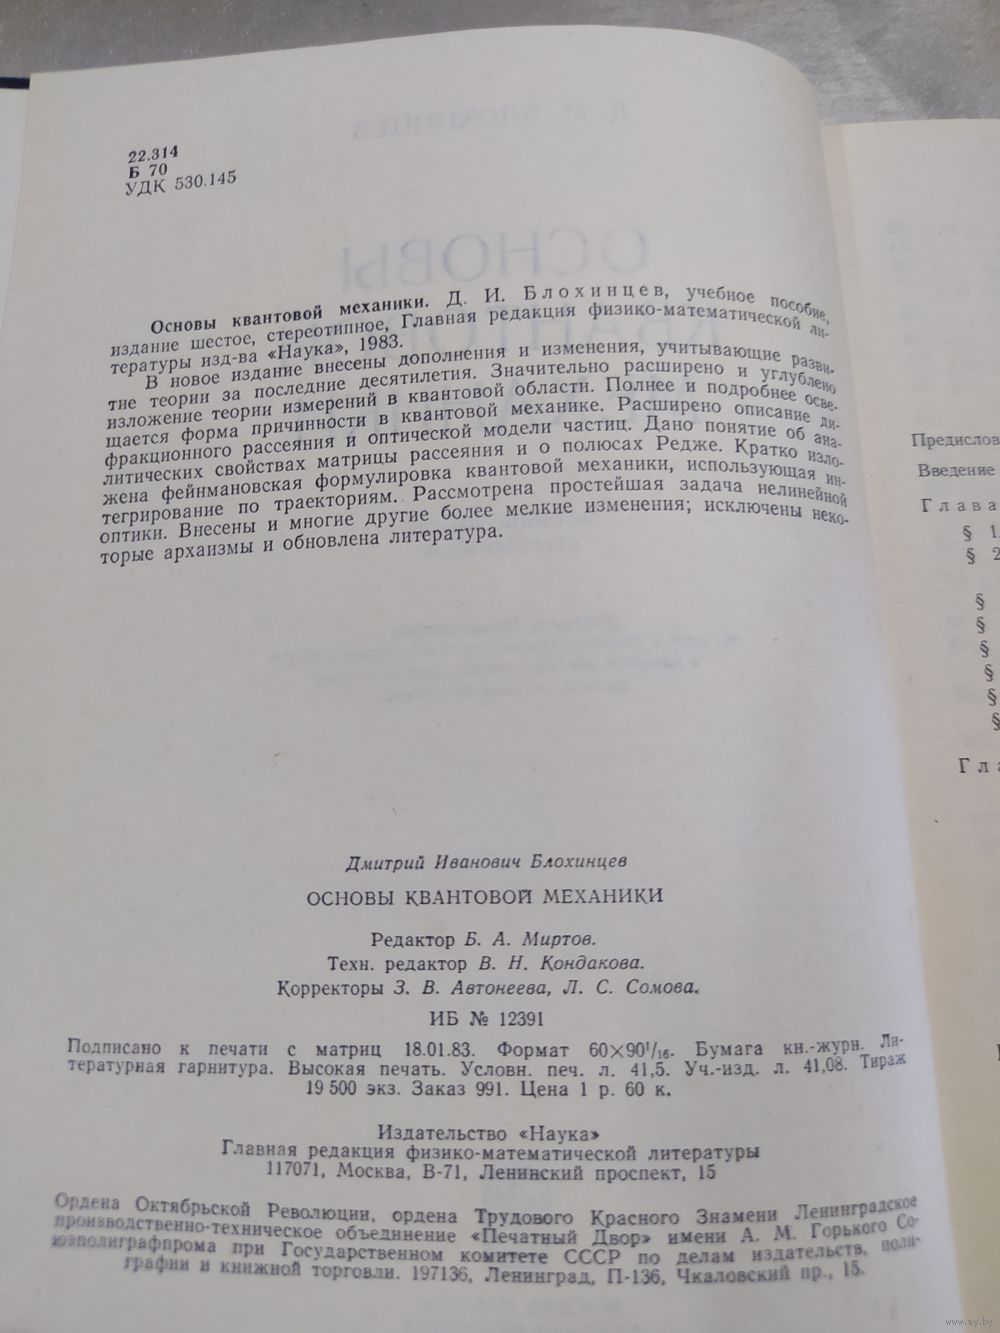 22.314
Б 70
УДК 530.145
Основы квантовой механики. Д. И. Блохинцев, учебное пособие,
издание шестое, стереотипное, Главная редакция физико-математической ли-
тературы изд-ва «Наука», 1983.
В новое издание внесены дополнения и изменения, учитывающие разви-
тие теории за последние десятилетия. Значительно расширено и углублено
изложение теории измерений в квантовой области. Полнее и подробнее осве-
щается форма причинности в квантовой механике. Расширено описание ди-
фракционного рассеяния и оптической модели частиц. Дано понятие об ана-
литических свойствах матрицы рассеяния и о полюсах Редже. Кратко изло-
жена фейнмановская формулировка квантовой механики, использующая ин-
тегрирование по траекториям. Рассмотрена простейшая задача нелинейной
оптики. Внесены и многие другие более мелкие изменения; исключены неко-
торые архаизмы и обновлена литература.
Дмитрий Иванович Блохинцев
ОСНОВЫ КВАНТОВОЙ МЕХАНИКИ
Редактор Б. А. Миртов.
Техн. редактор В. Н. Кондакова.
Корректоры З. В. Автонеева, Л. С. Сомова.
ИБ № 12391
Подписано к печати с матриц 18.01.83. Формат 60×90¹/₁₆. Бумага кн.-журн. Ли-
тературная гарнитура. Высокая печать. Условн. печ. л. 41,5. Уч.-изд. л. 41,08. Тираж
19 500 экз. Заказ 991. Цена 1 р. 60 к.
Издательство «Наука»
Главная редакция физико-математической литературы
117071, Москва, В-71, Ленинский проспект, 15
Ордена Октябрьской Революции, ордена Трудового Красного Знамени Ленинградское
производственно-техническое объединение «Печатный Двор» имени А. М. Горького Со-
юзполиграфпрома при Государственном комитете СССР по делам издательств, поли-
графии и книжной торговли. 197136, Ленинград, П-136, Чкаловский пр., 15.
Предислов
Введение
Глава
§ 1
§ 2
§
§
§
§
§
§
Гла
www.ay.by